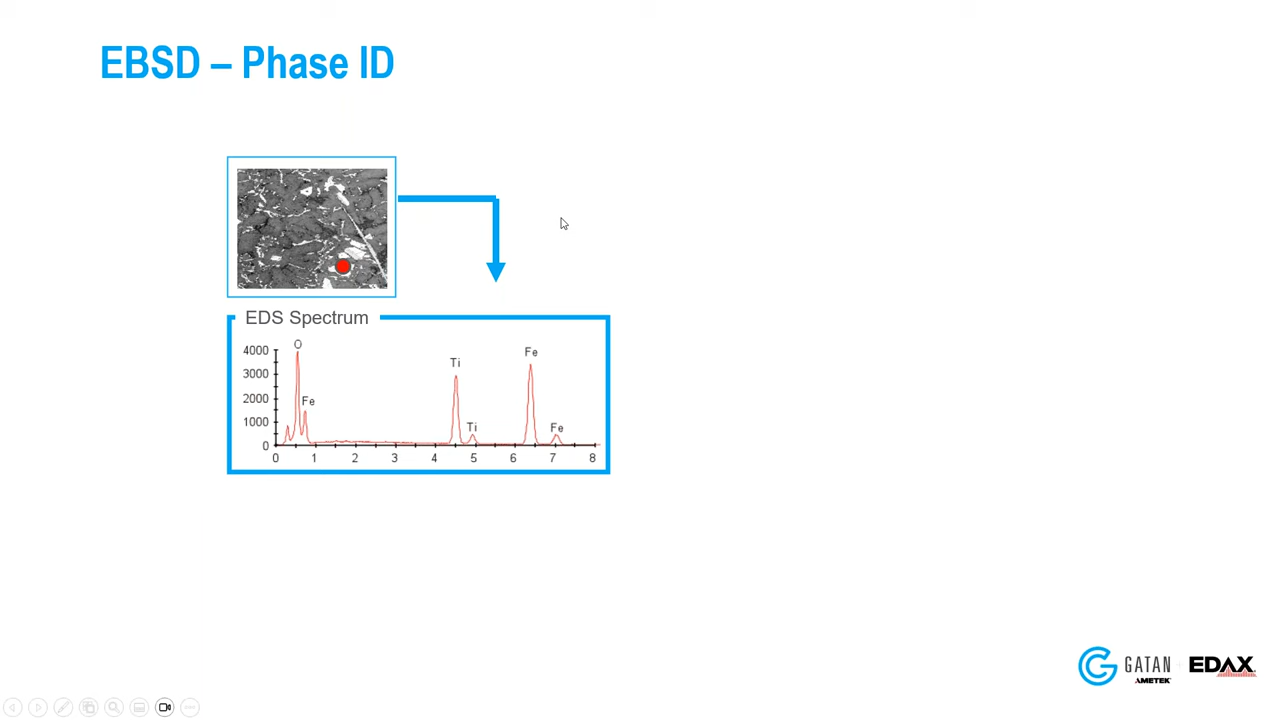 EBSD – Phase ID
EDS Spectrum
O
Fe
Ti
Ti
Fe
Fe
4000
3000
2000
1000
0
0 1 2 3 4 5 6 7 8
GATAN
AMETEK
EDAX